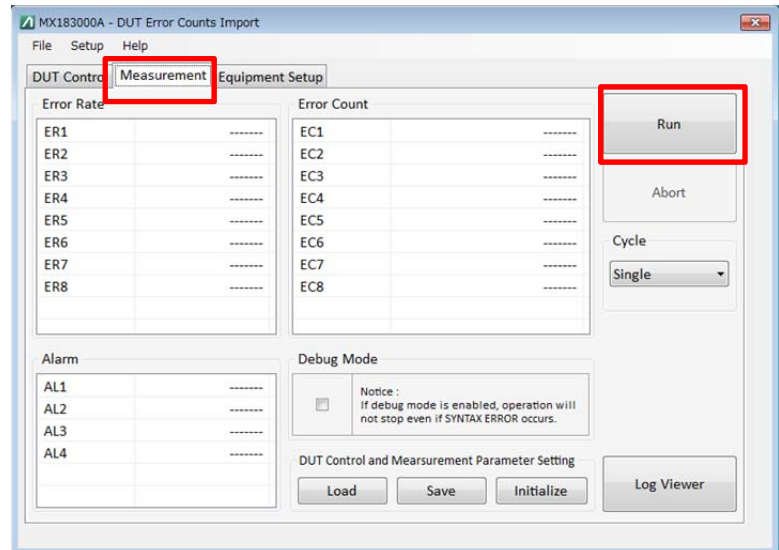 MX183000A - DUT Error Counts Import
File Setup Help
DUT Contro Measurement Equipment Setup
Error Rate
ER1 -------
ER2 -------
ER3 -------
ER4 -------
ER5 -------
ER6 -------
ER7 -------
ER8 -------
Error Count
EC1 -------
EC2 -------
EC3 -------
EC4 -------
EC5 -------
EC6 -------
EC7 -------
EC8 -------
Run
Abort
Cycle
Single
Alarm
AL1 -------
AL2 -------
AL3 -------
AL4 -------
Debug Mode
Notice :
If debug mode is enabled, operation will
not stop even if SYNTAX ERROR occurs.
DUT Control and Mearsurement Parameter Setting
Load Save Initialize
Log Viewer